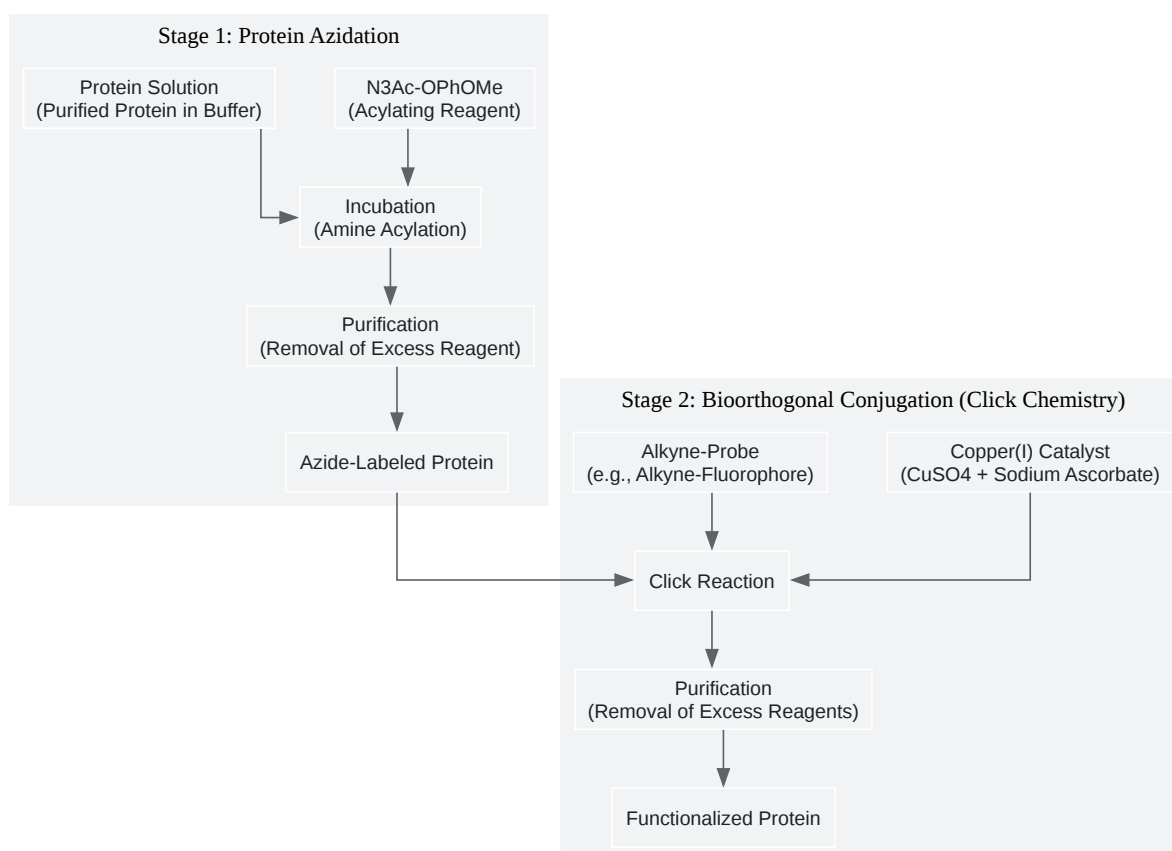 Stage 1: Protein Azidation
Protein Solution
(Purified Protein in Buffer)
N3Ac-OPhOMe
(Acylating Reagent)
Incubation
(Amine Acylation)
Purification
(Removal of Excess Reagent)
Azide-Labeled Protein
Stage 2: Bioorthogonal Conjugation (Click Chemistry)
Alkyne-Probe
(e.g., Alkyne-Fluorophore)
Copper(I) Catalyst
(CuSO4 + Sodium Ascorbate)
Click Reaction
Purification
(Removal of Excess Reagents)
Functionalized Protein